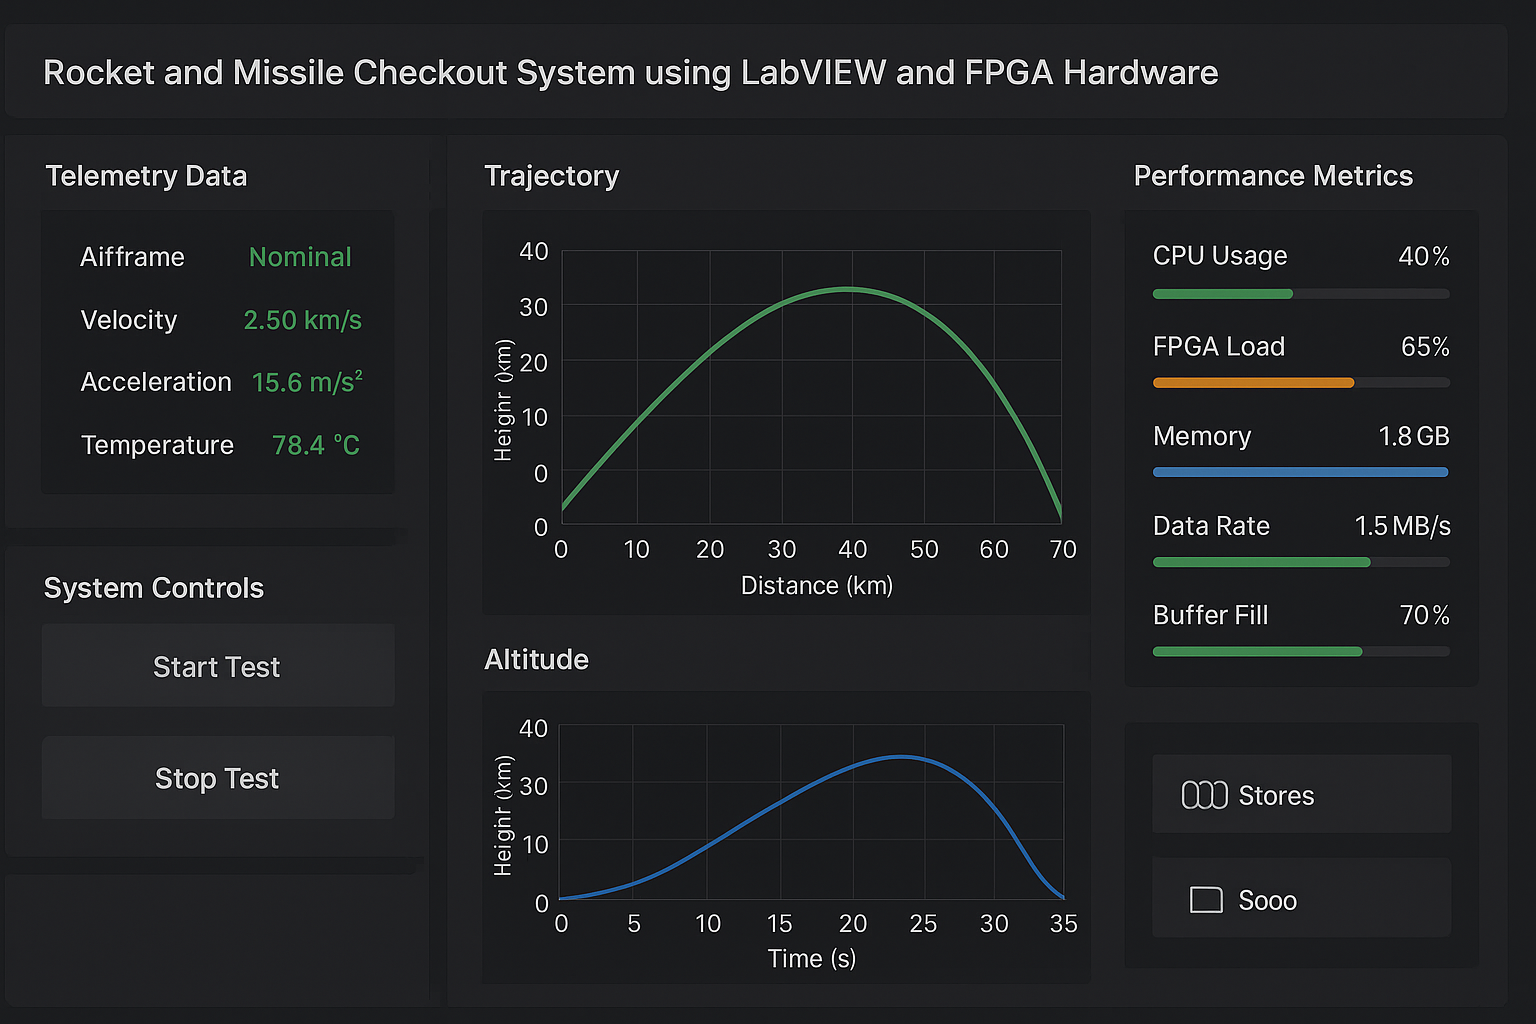 Rocket and Missile Checkout System using LabVIEW and FPGA Hardware
Telemetry Data
Aifframe Nominal
Velocity 2.50 km/s
Acceleration 15.6 m/s²
Temperature 78.4 °C
System Controls
Start Test
Stop Test
Trajectory
40
30
20
10
0
0
Heighr (km)
0 10 20 30 40 50 60 70
Distance (km)
Altitude
40
30
10
0
0 5 10 15 20 25 30 35
Time (s)
Performance Metrics
CPU Usage 40%
FPGA Load 65%
Memory 1.8 GB
Data Rate 1.5 MB/s
Buffer Fill 70%
Stores
Sooo